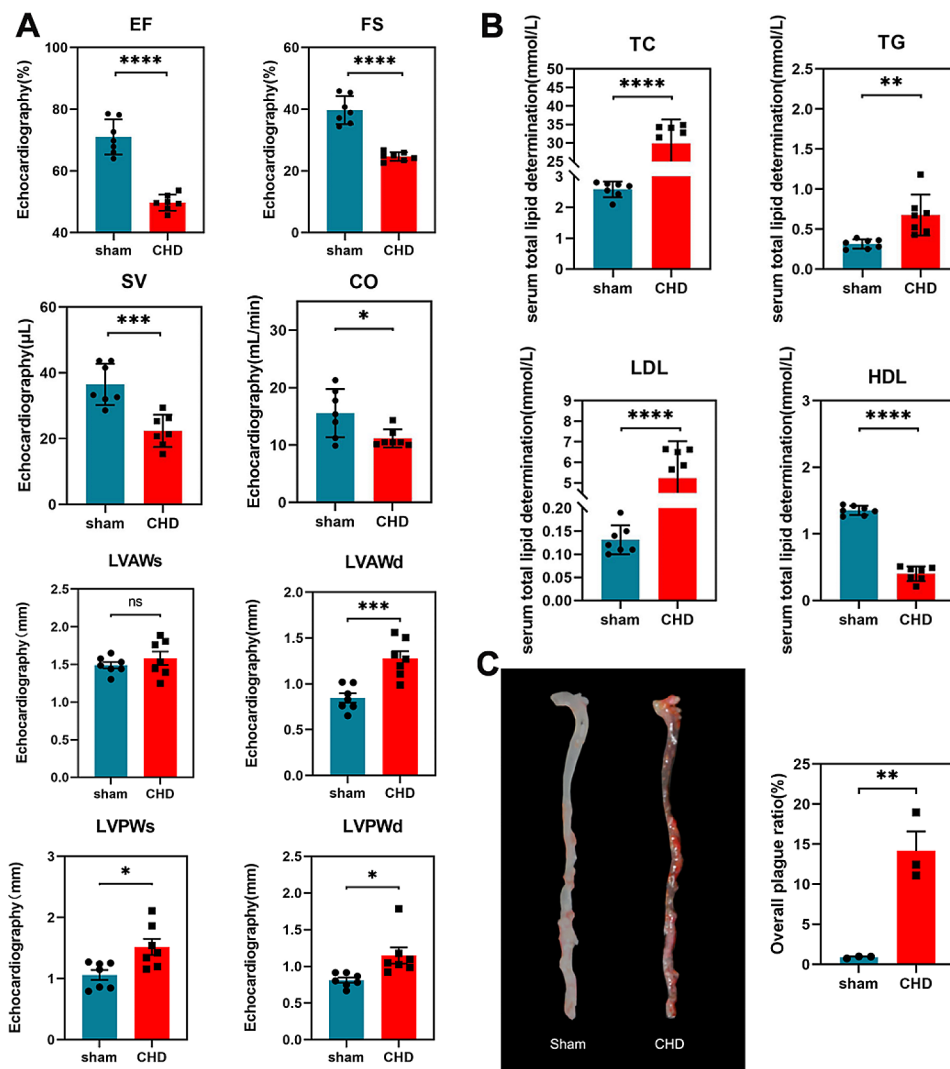 A
EF
Echocardiography(%)
100
80
60
40
****
sham
CHD
FS
Echocardiography(%)
60
40
20
0
****
sham
CHD
SV
Echocardiography(μL)
60
40
20
0
***
sham
CHD
CO
Echocardiography(mL/min)
30
20
10
0
*
sham
CHD
LVAWs
Echocardiography(mm)
2.0
1.5
1.0
0.5
0.0
ns
sham
CHD
LVAWd
Echocardiography(mm)
2.0
1.5
1.0
0.5
0.0
***
sham
CHD
LVPWs
Echocardiography(mm)
3
2
1
0
*
sham
CHD
LVPWd
Echocardiography(mm)
2.5
2.0
1.5
1.0
0.5
0.0
*
sham
CHD
B
TC
serum total lipid determination(mmol/L)
50
45
40
35
30
25
3
2
1
0
****
sham
CHD
TG
serum total lipid determination(mmol/L)
2.5
2.0
1.5
1.0
0.5
0.0
**
sham
CHD
LDL
serum total lipid determination(mmol/L)
9
8
7
6
5
0.20
0.15
0.10
0.05
0.00
****
sham
CHD
HDL
serum total lipid determination(mmol/L)
3
2
1
0
****
sham
CHD
C
Sham
CHD
Overall plague ratio(%)
25
20
15
10
5
0
**
sham
CHD